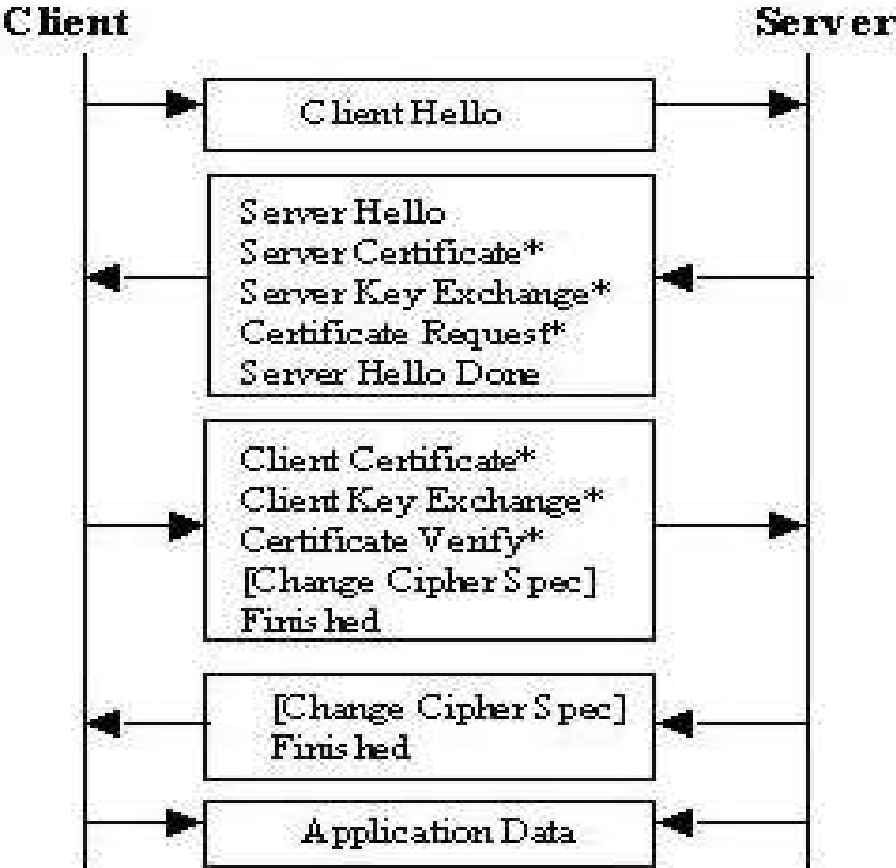 Client
Server
Client Hello
Server Hello
Server Certificate*
Server Key Exchange*
Certificate Request*
Server Hello Done
Client Certificate*
Client Key Exchange*
Certificate Verify*
[Change Cipher Spec]
Finished
[Change Cipher Spec]
Finished
Application Data